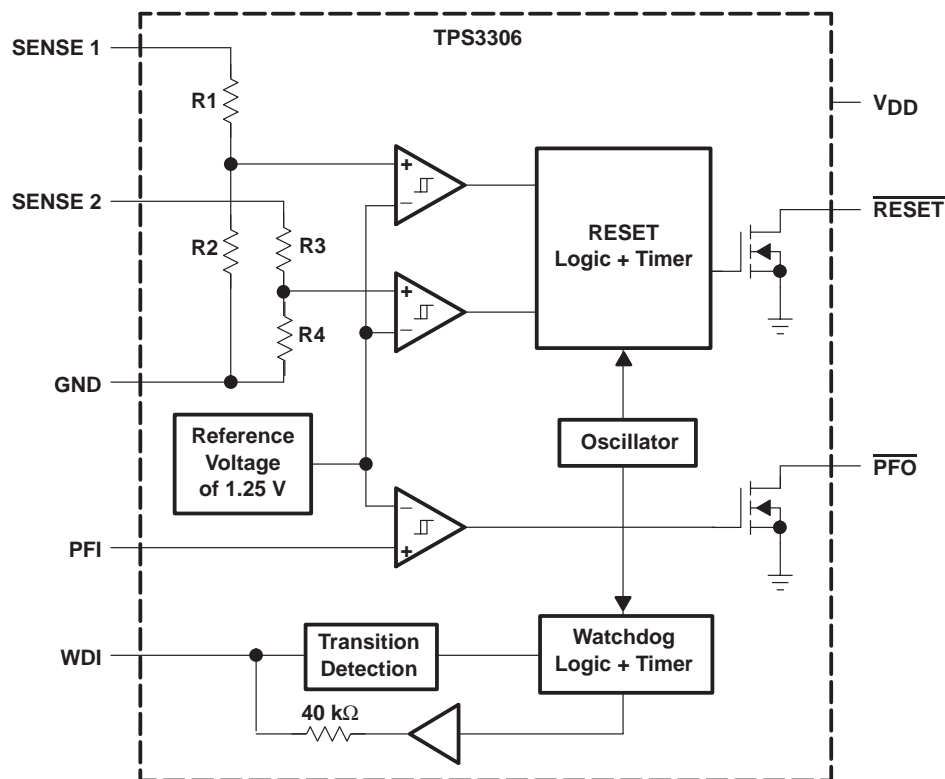 TPS3306
SENSE 1
R1
VDD
+
−
SENSE 2
RESET
RESET
Logic + Timer
R2
R3
+
−
R4
GND
Reference
Voltage
of 1.25 V
Oscillator
PFO
−
+
PFI
WDI
Transition
Detection
Watchdog
Logic + Timer
40 kΩ